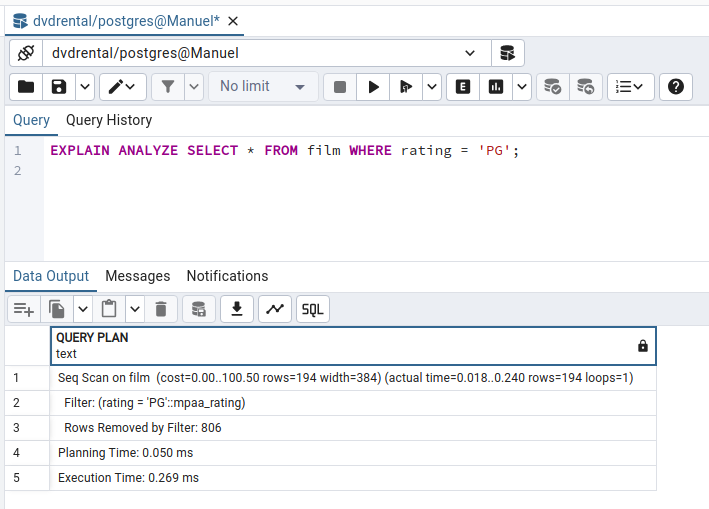 dvdrental/postgres@Manuel*
dvdrental/postgres@Manuel
No limit
E
Query Query History
1 EXPLAIN ANALYZE SELECT * FROM film WHERE rating = 'PG';
2
Data Output Messages Notifications
SQL
QUERY PLAN
text
1 Seq Scan on film (cost=0.00..100.50 rows=194 width=384) (actual time=0.018..0.240 rows=194 loops=1)
2 Filter: (rating = 'PG'::mpaa_rating)
3 Rows Removed by Filter: 806
4 Planning Time: 0.050 ms
5 Execution Time: 0.269 ms